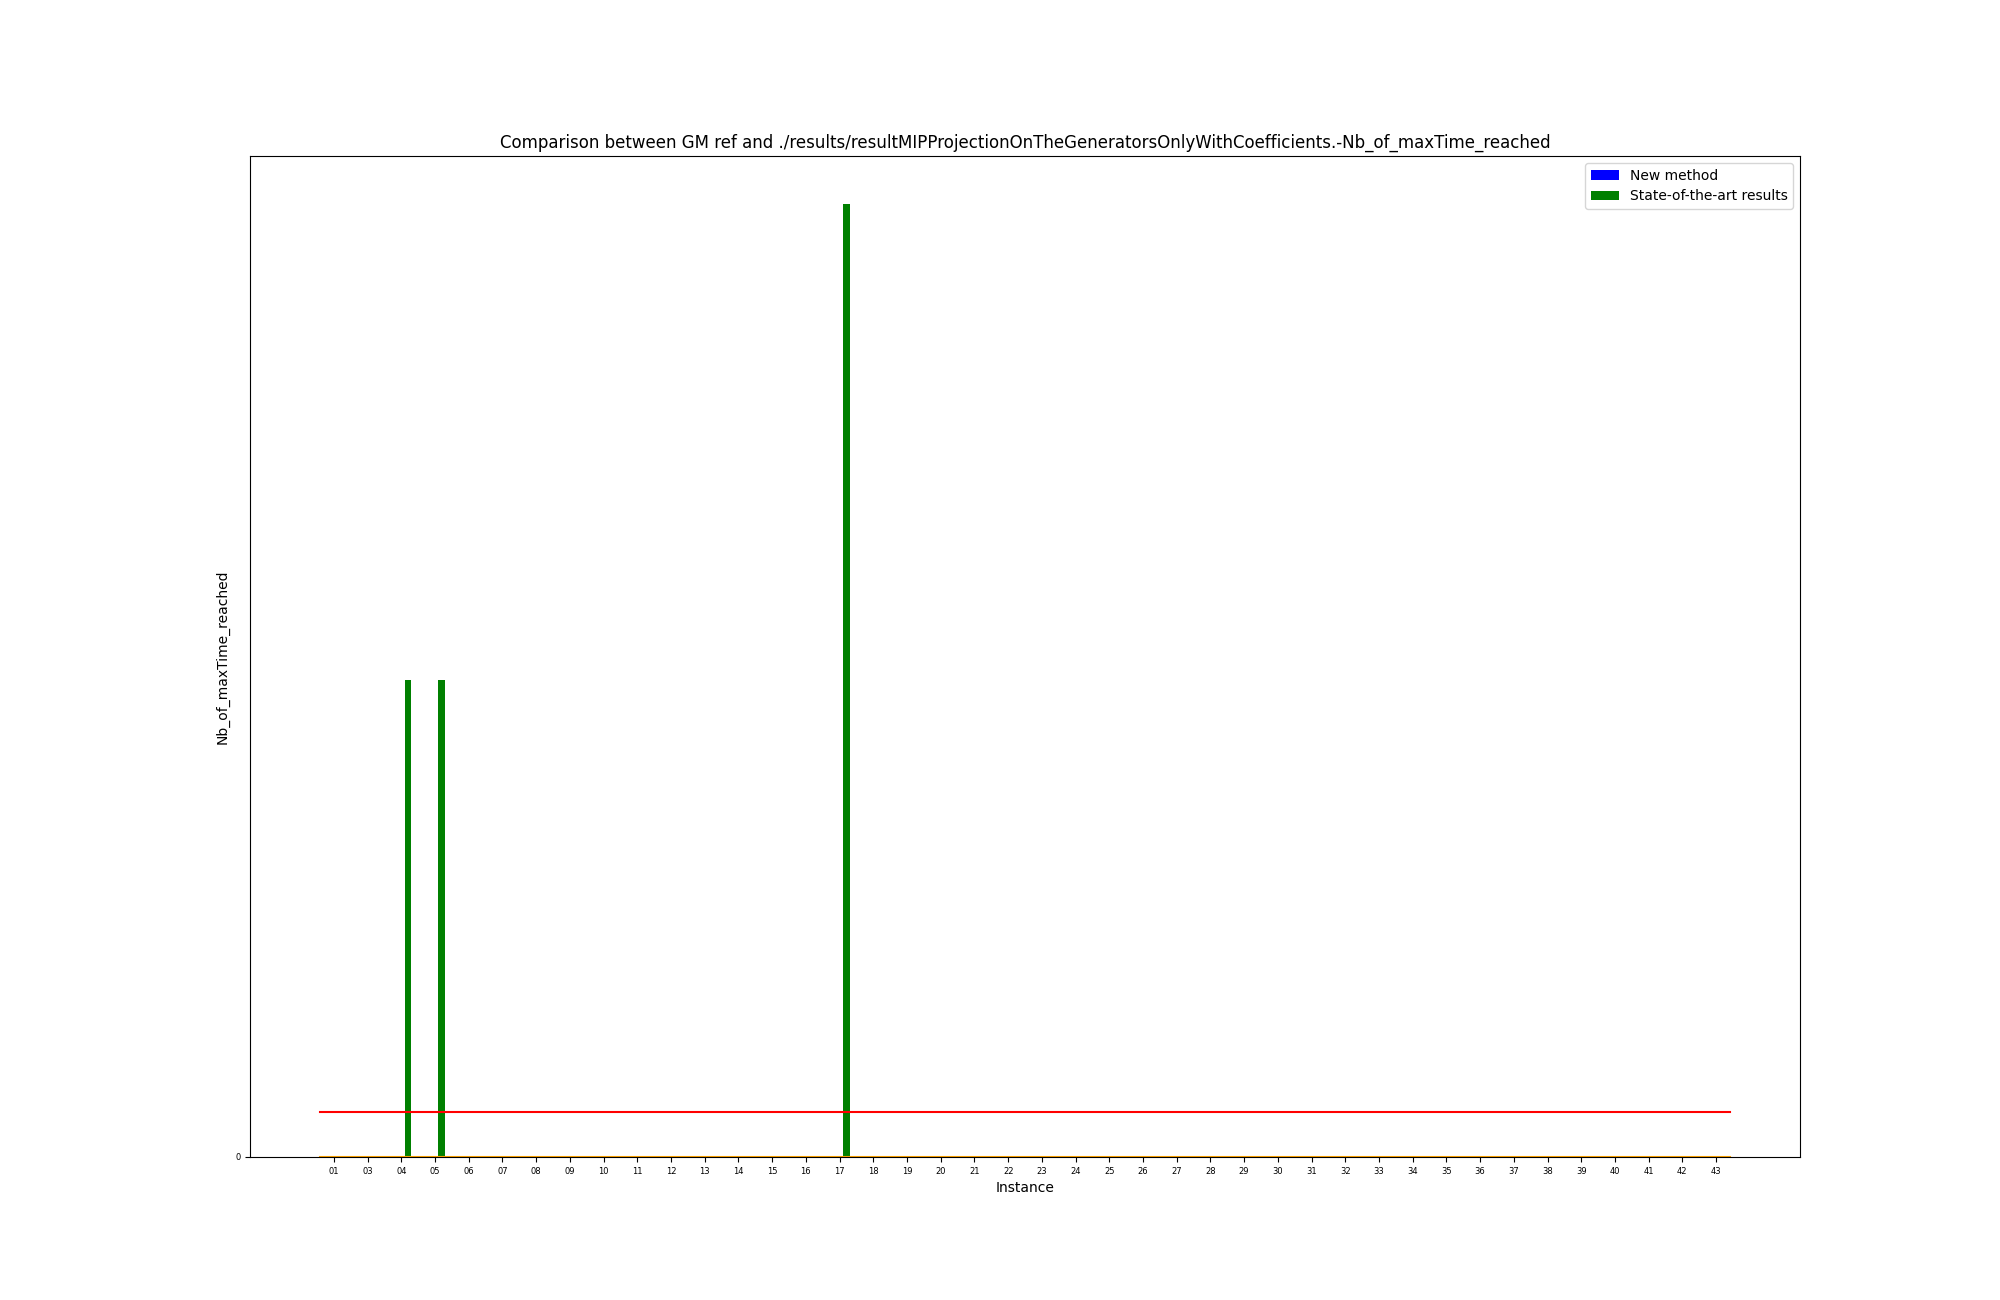 Comparison between GM ref and ./results/resultMIPProjectionOnTheGeneratorsOnlyWithCoefficients.-Nb_of_maxTime_reached
New method
State-of-the-art results
Nb_of_maxTime_reached
0
01 03 04 05 06 07 08 09 10 11 12 13 14 15 16 17 18 19 20 21 22 23 24 25 26 27 28 29 30 31 32 33 34 35 36 37 38 39 40 41 42 43
Instance